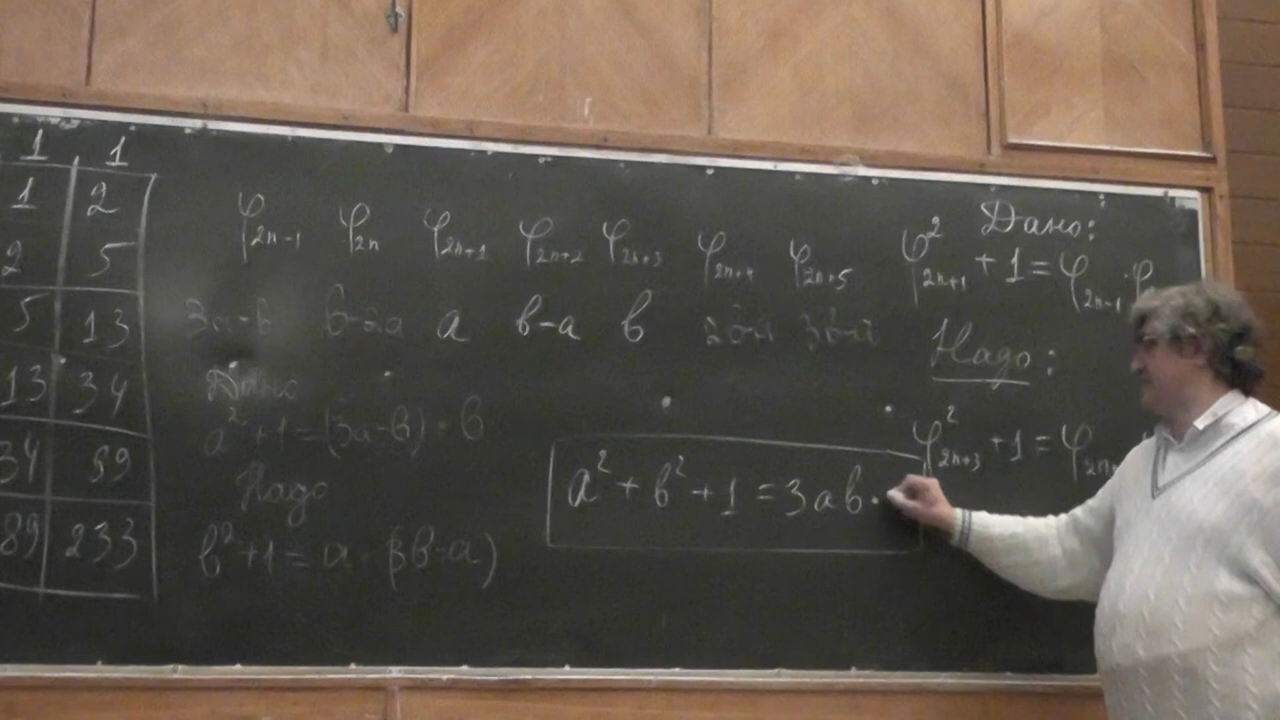 1 1
1 2
2 5
5 13
13 34
34 89
89 233
φ₂ₙ₋₁ φ₂ₙ φ₂ₙ₊₁ φ₂ₙ₊₂ φ₂ₙ₊₃ φ₂ₙ₊₄ φ₂ₙ₊₅
3a-b b-2a a b-a b
Дано
a²+1=(3a-b)·b
Надо
b²+1=a·(3b-a)
a²+b²+1=3ab.
Дано:
φ²₂ₙ₊₁+1=φ₂ₙ₋₁·φ
Надо:
φ²₂ₙ₊₃+1=φ₂ₙ